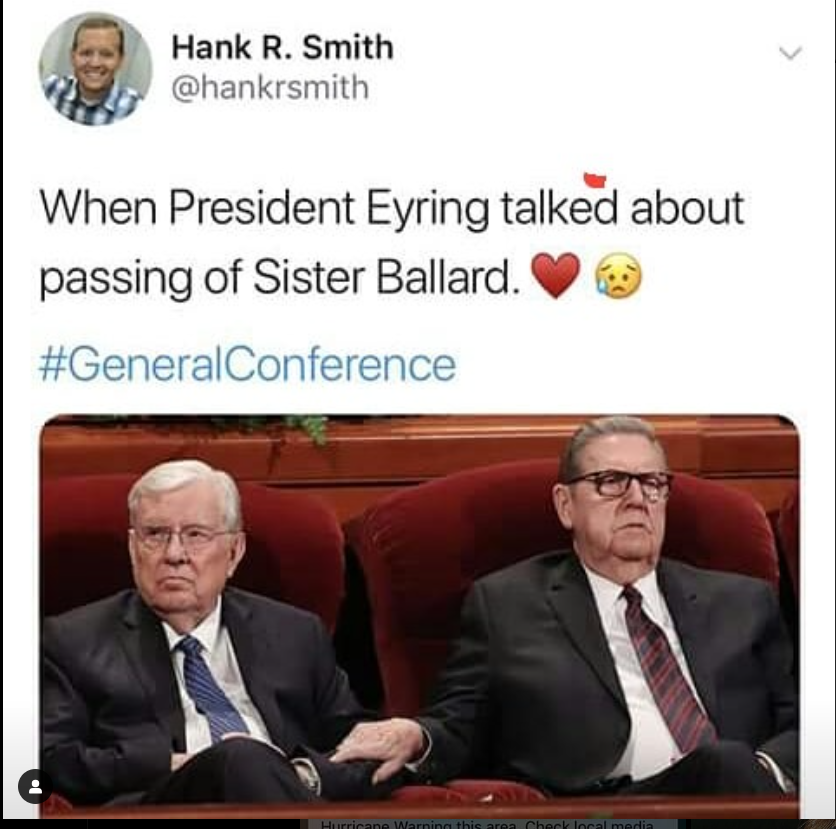 Hank R. Smith
@hankrsmith
When President Eyring talked about
passing of Sister Ballard. ❤️ 😥
#GeneralConference
Hurricane Warning this area. Check local media.